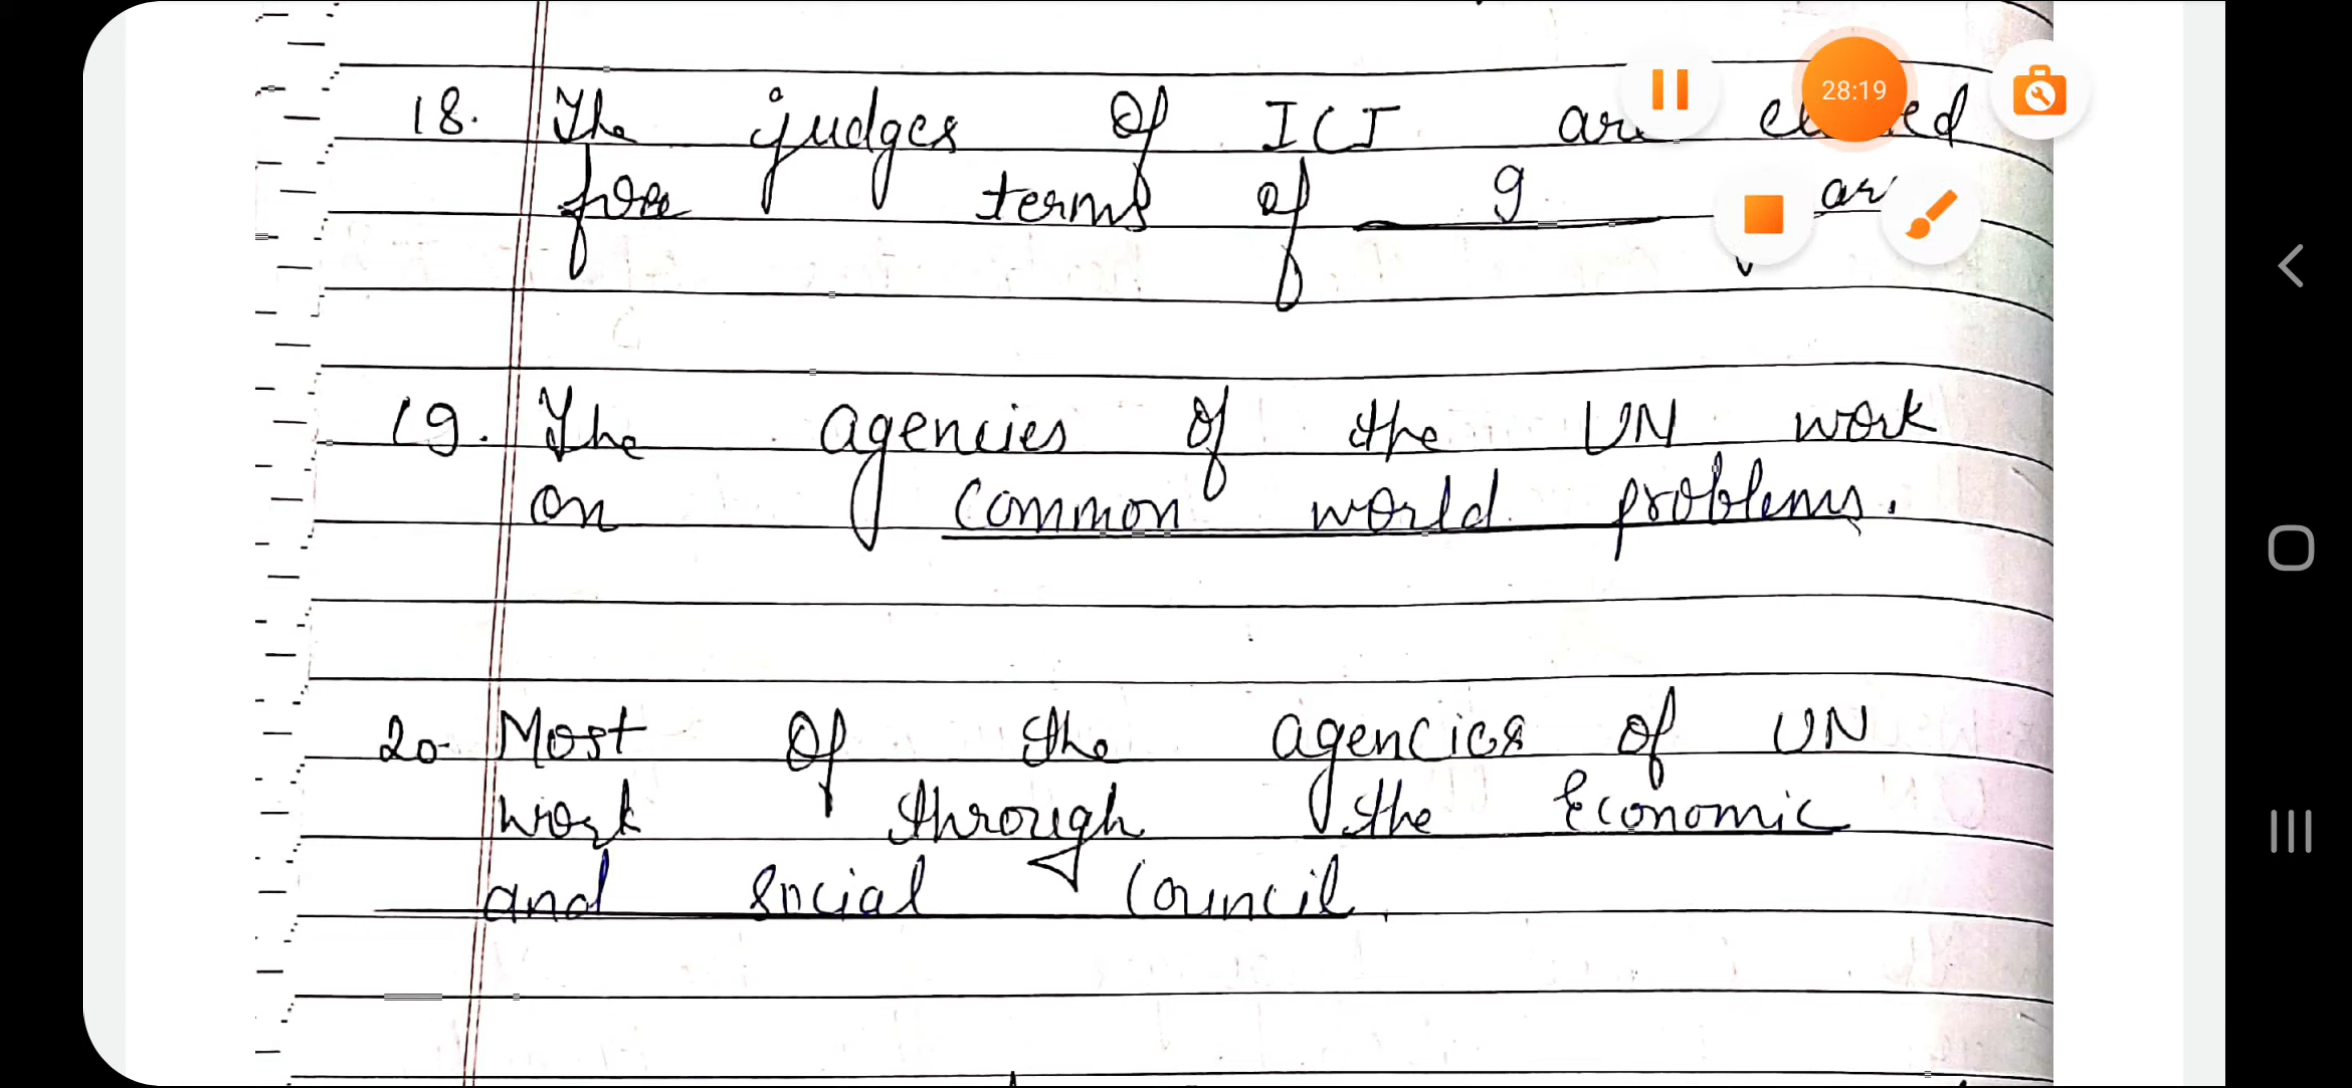 28:19
18. The judges of ICJ are
for terms of 9
19. The agencies of the UN work
on common world problems.
20. Most of the agencies of UN
work through the Economic
and Social Council.